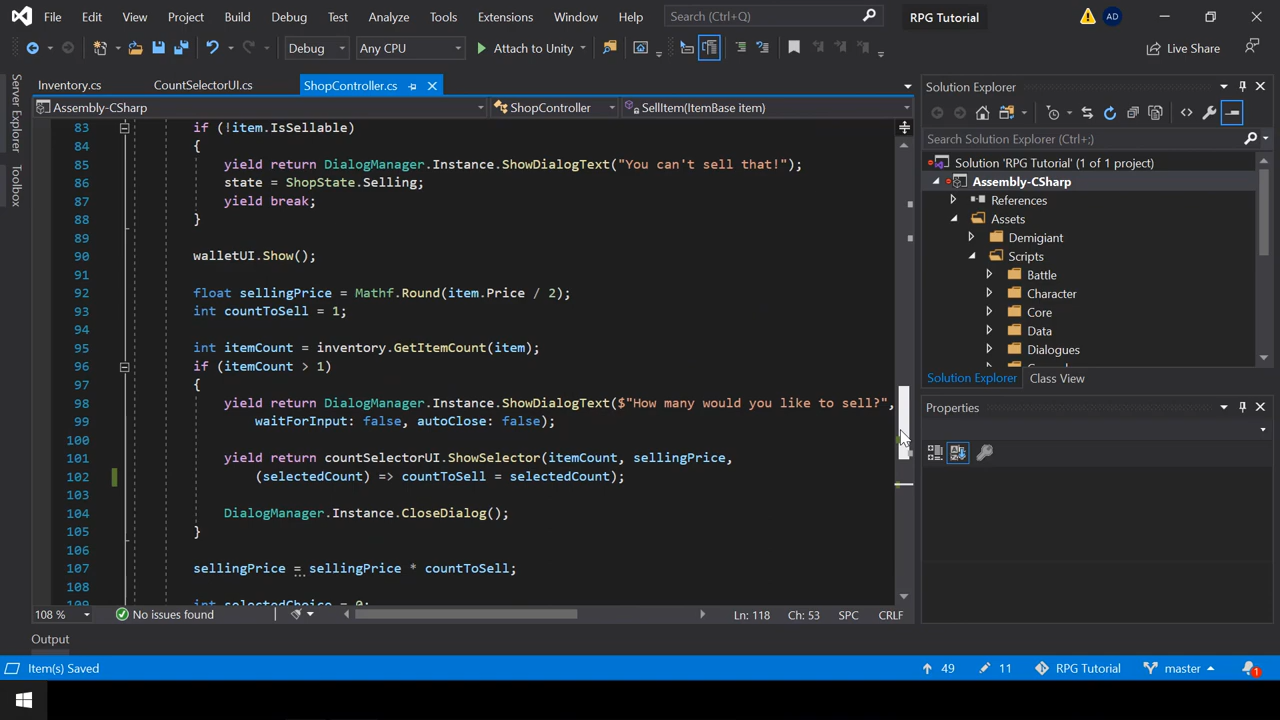 File Edit View Project Build Debug Test Analyze Tools Extensions Window Help Search (Ctrl+Q) RPG Tutorial AD
Debug Any CPU Attach to Unity Live Share
Server Explorer
Toolbox
Inventory.cs CountSelectorUI.cs ShopController.cs
Assembly-CSharp ShopController SellItem(ItemBase item)
83 if (!item.IsSellable)
84 {
85 yield return DialogManager.Instance.ShowDialogText("You can't sell that!");
86 state = ShopState.Selling;
87 yield break;
88 }
89
90 walletUI.Show();
91
92 float sellingPrice = Mathf.Round(item.Price / 2);
93 int countToSell = 1;
94
95 int itemCount = inventory.GetItemCount(item);
96 if (itemCount > 1)
97 {
98 yield return DialogManager.Instance.ShowDialogText($"How many would you like to sell?",
99 waitForInput: false, autoClose: false);
100
101 yield return countSelectorUI.ShowSelector(itemCount, sellingPrice,
102 (selectedCount) => countToSell = selectedCount);
103
104 DialogManager.Instance.CloseDialog();
105 }
106
107 sellingPrice = sellingPrice * countToSell;
108
109 int selectedChoice = 0;
108 % No issues found Ln: 118 Ch: 53 SPC CRLF
Output
Solution Explorer
Search Solution Explorer (Ctrl+;)
Solution 'RPG Tutorial' (1 of 1 project)
Assembly-CSharp
References
Assets
Demigiant
Scripts
Battle
Character
Core
Data
Dialogues
Solution Explorer Class View
Properties
Item(s) Saved 49 11 RPG Tutorial master 1